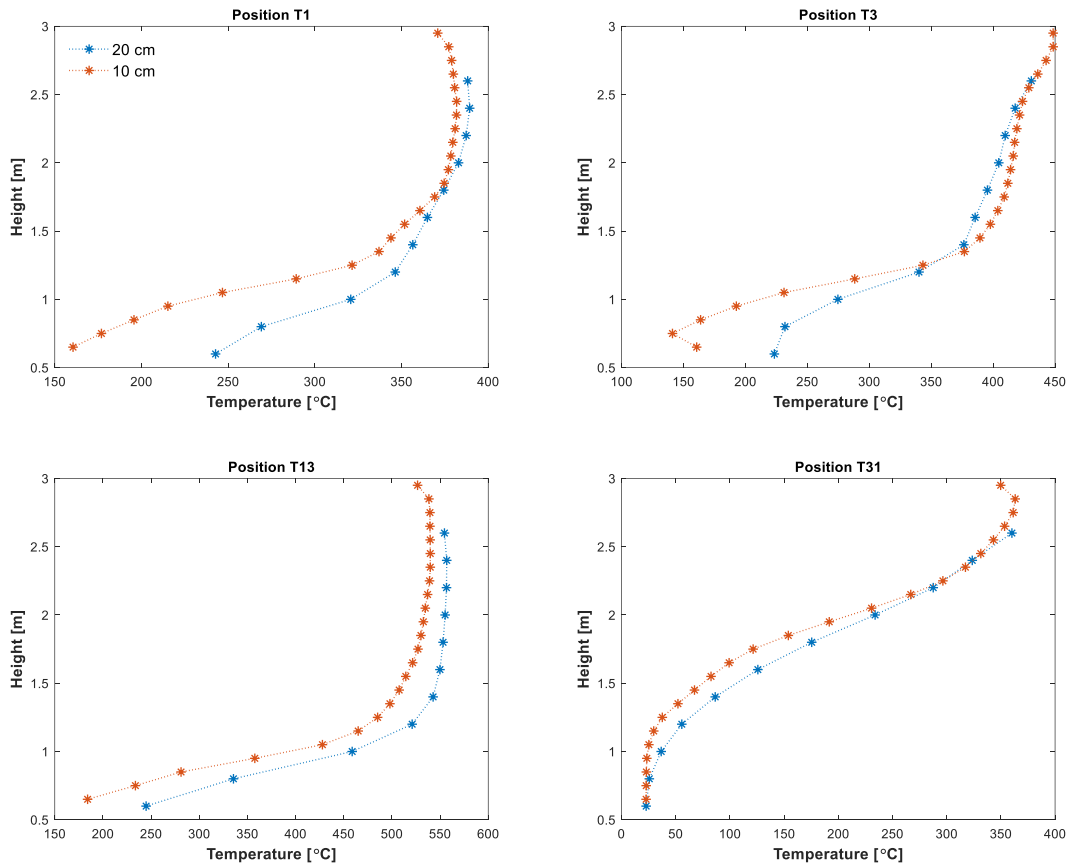 Position T1
3
2.5
2
1.5
1
0.5
Height [m]
20 cm
10 cm
150 200 250 300 350 400
Temperature [°C]
Position T3
3
2.5
2
1.5
1
0.5
Height [m]
100 150 200 250 300 350 400 450
Temperature [°C]
Position T13
3
2.5
2
1.5
1
0.5
Height [m]
150 200 250 300 350 400 450 500 550 600
Temperature [°C]
Position T31
3
2.5
2
1.5
1
0.5
Height [m]
0 50 100 150 200 250 300 350 400
Temperature [°C]